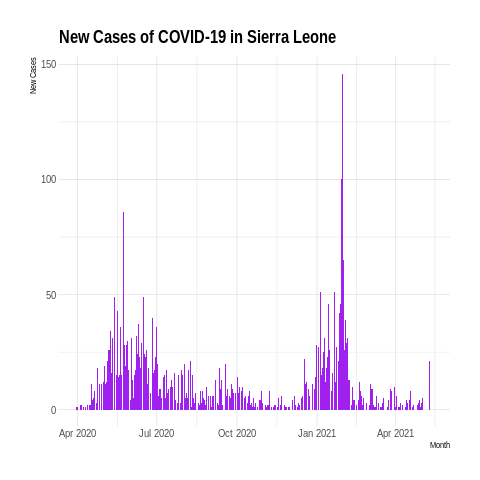 New Cases of COVID-19 in Sierra Leone
New Cases
150
100
50
0
Apr 2020 Jul 2020 Oct 2020 Jan 2021 Apr 2021
Month